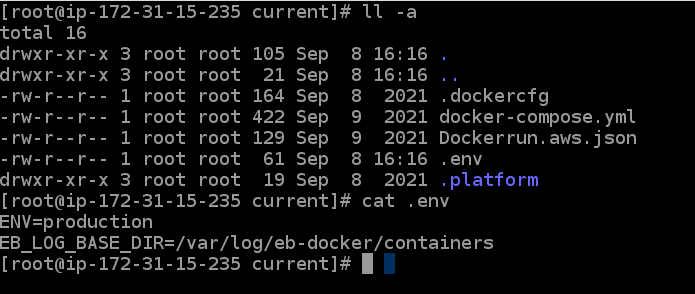 [root@ip-172-31-15-235 current]# ll -a
total 16
drwxr-xr-x 3 root root 105 Sep  8 16:16 .
drwxr-xr-x 3 root root  21 Sep  8 16:16 ..
-rw-r--r-- 1 root root 164 Sep  8  2021 .dockercfg
-rw-r--r-- 1 root root 422 Sep  9  2021 docker-compose.yml
-rw-r--r-- 1 root root 129 Sep  9  2021 Dockerrun.aws.json
-rw-r--r-- 1 root root  61 Sep  8 16:16 .env
drwxr-xr-x 3 root root  19 Sep  8  2021 .platform
[root@ip-172-31-15-235 current]# cat .env
ENV=production
EB_LOG_BASE_DIR=/var/log/eb-docker/containers
[root@ip-172-31-15-235 current]#